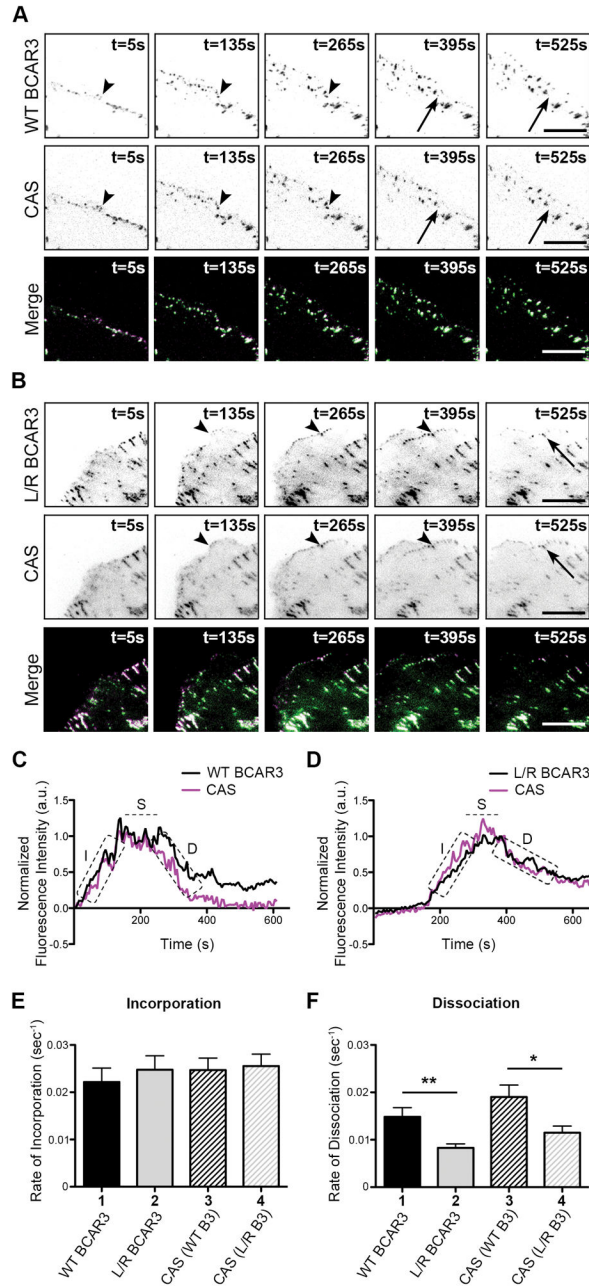 A
WT BCAR3
t=5s
t=135s
t=265s
t=395s
t=525s
CAS
t=5s
t=135s
t=265s
t=395s
t=525s
Merge
t=5s
t=135s
t=265s
t=395s
t=525s
B
L/R BCAR3
t=5s
t=135s
t=265s
t=395s
t=525s
CAS
t=5s
t=135s
t=265s
t=395s
t=525s
Merge
t=5s
t=135s
t=265s
t=395s
t=525s
C
WT BCAR3
CAS
Normalized
Fluorescence Intensity (a.u.)
1.5
1.0
0.5
0
-0.5
I
S
D
200
400
600
Time (s)
D
L/R BCAR3
CAS
Normalized
Fluorescence Intensity (a.u.)
1.5
1.0
0.5
0
-0.5
I
S
D
200
400
600
Time (s)
E
Incorporation
Rate of Incorporation (sec⁻¹)
0.03
0.02
0.01
0
1
2
3
4
WT BCAR3
L/R BCAR3
CAS (WT B3)
CAS (L/R B3)
F
Dissociation
Rate of Dissociation (sec⁻¹)
0.03
0.02
0.01
0
**
*
1
2
3
4
WT BCAR3
L/R BCAR3
CAS (WT B3)
CAS (L/R B3)